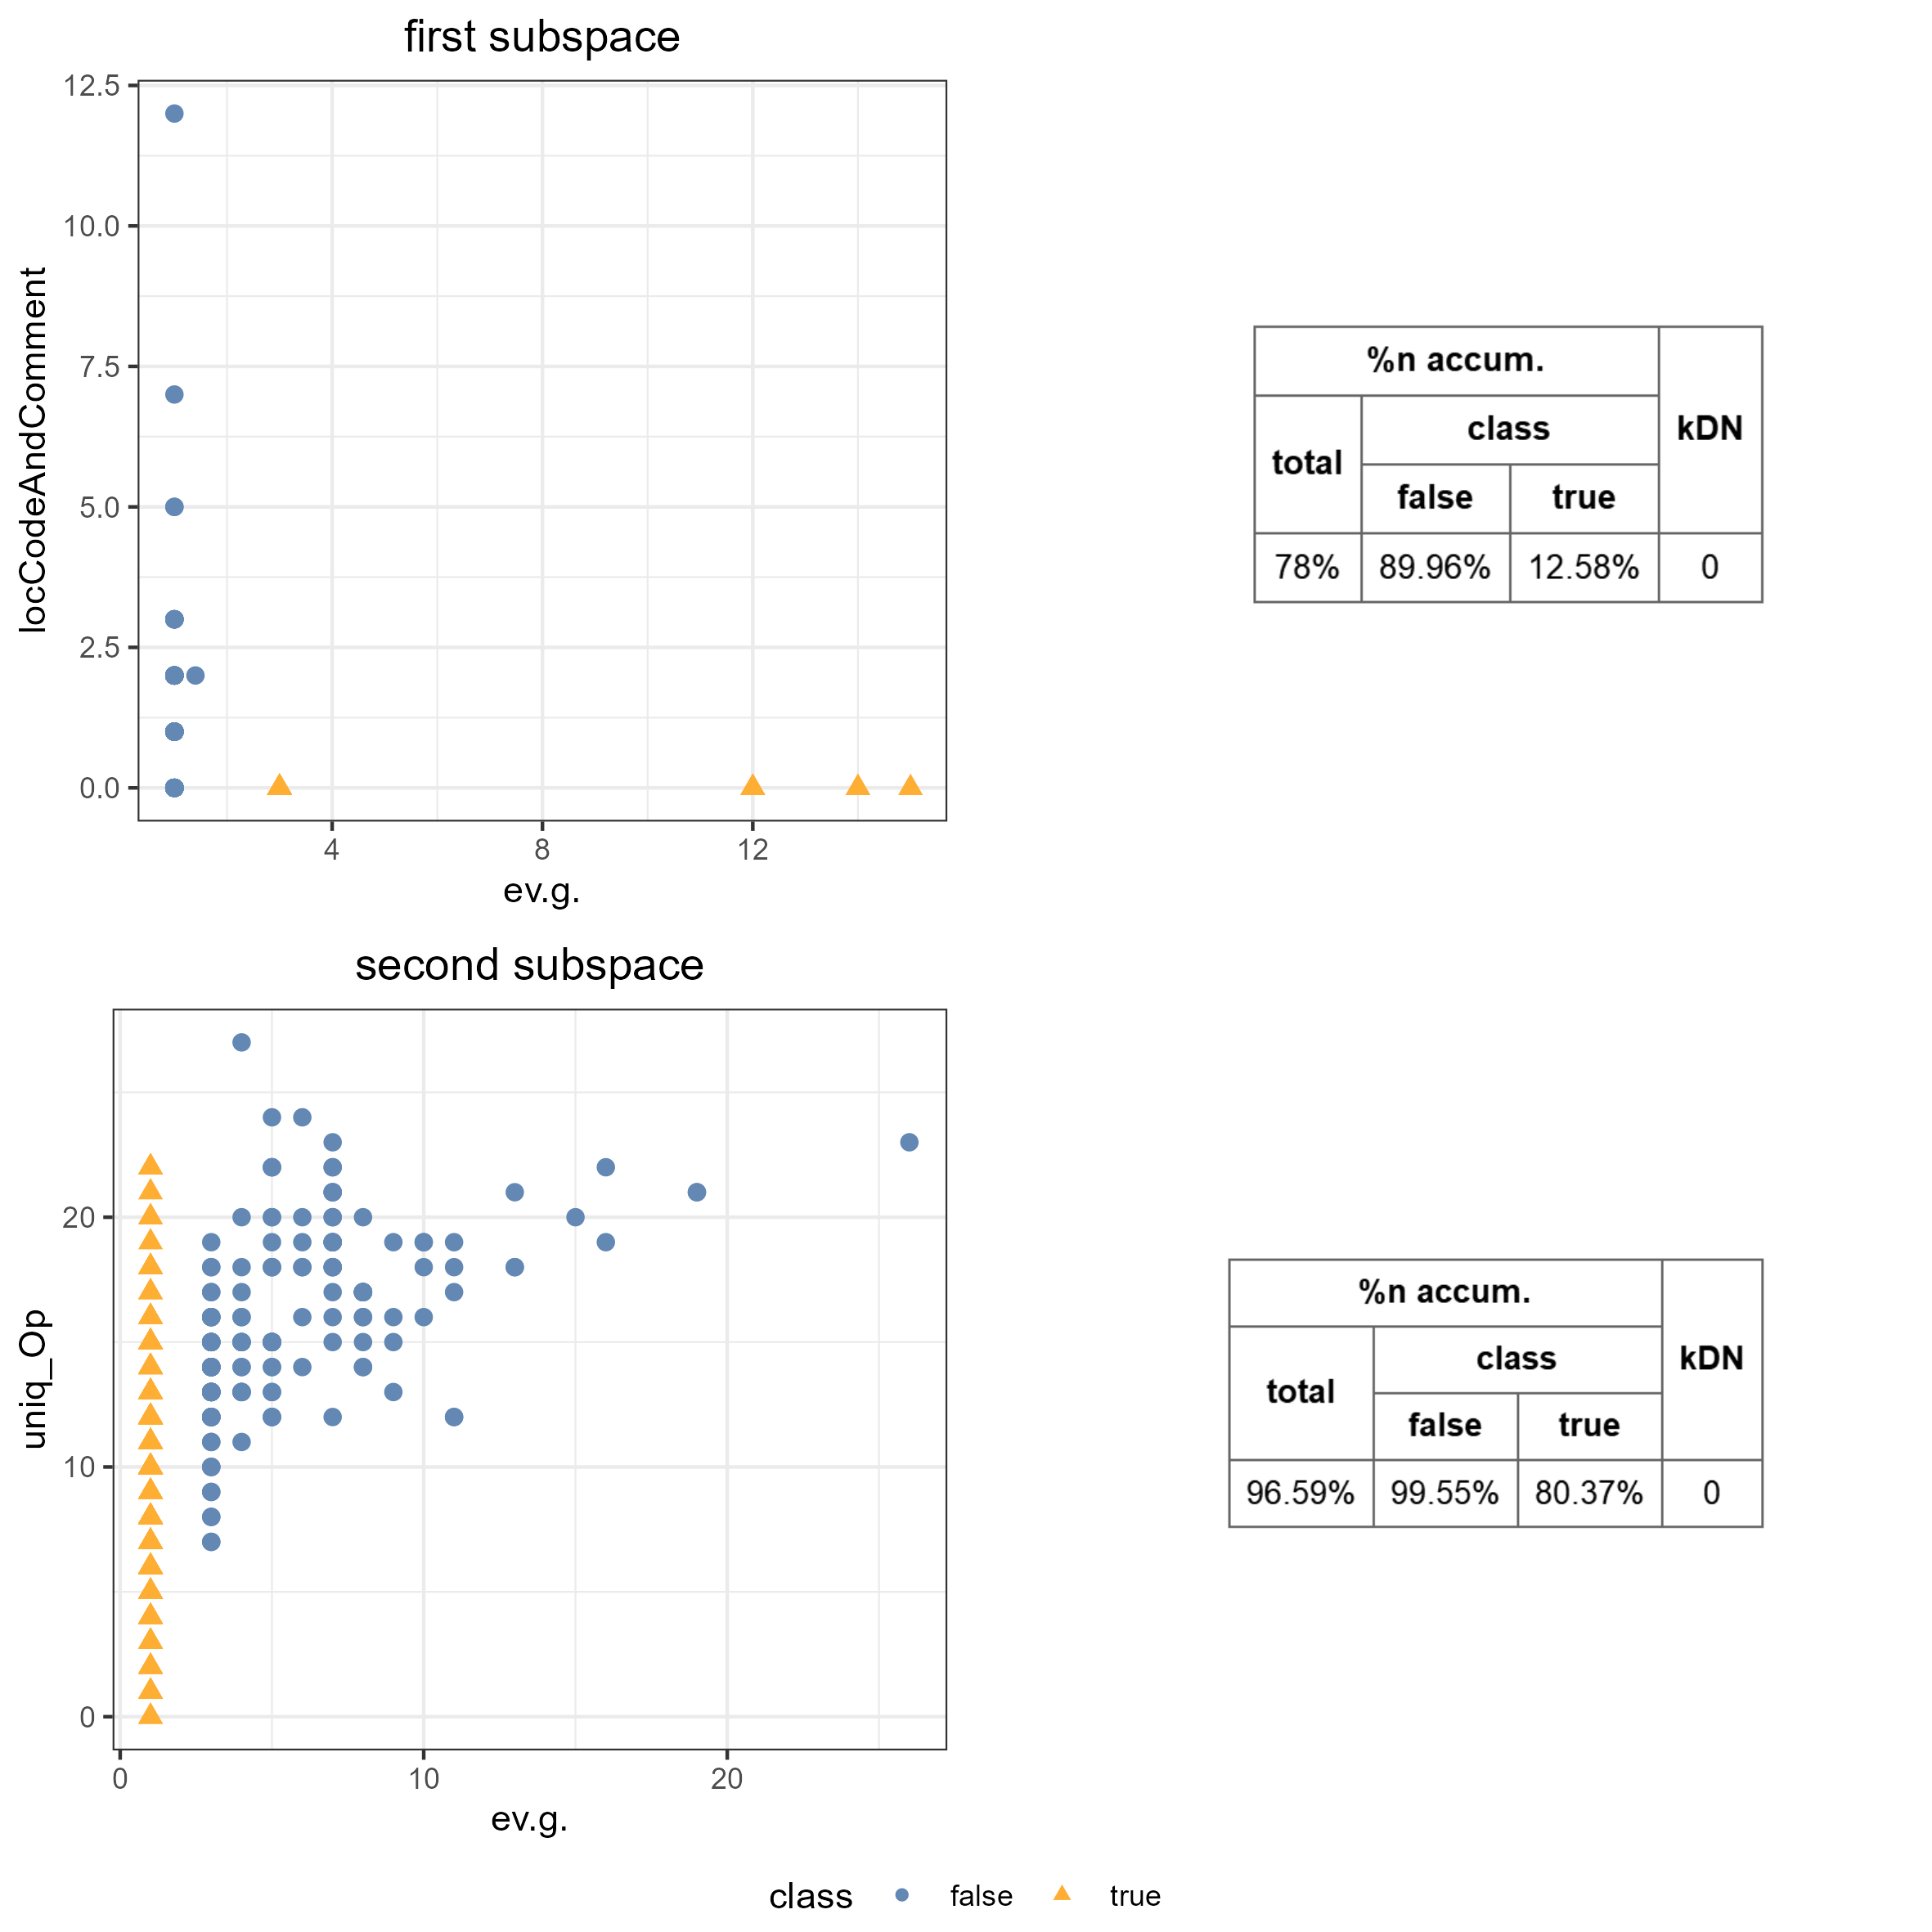 first subspace
12.5
10.0
7.5
5.0
2.5
0.0
locCodeAndComment
4 8 12
ev.g.
%n accum.
kDN
class
total
false true
78% 89.96% 12.58% 0
second subspace
20
10
0
uniq_Op
0 10 20
ev.g.
%n accum.
kDN
class
total
false true
96.59% 99.55% 80.37% 0
class false true